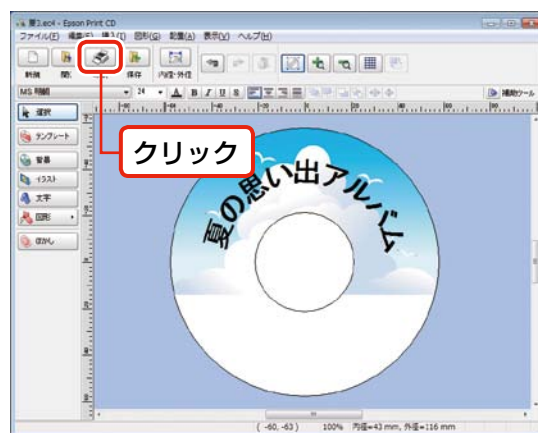 夏3.ec4 - Epson Print CD
ファイル(F) 編集(E) 挿入(I) 図形(G) 配置(A) 表示(V) ヘルプ(H)
新規 開く 保存 内径・外径
MS 明朝 24 A B I U S 補助ツール
選択
テンプレート
背景
イラスト
文字
図形
ぼかし
クリック
夏の思い出アルバム
( -60, -63 ) 100% 内径=43 mm, 外径=116 mm